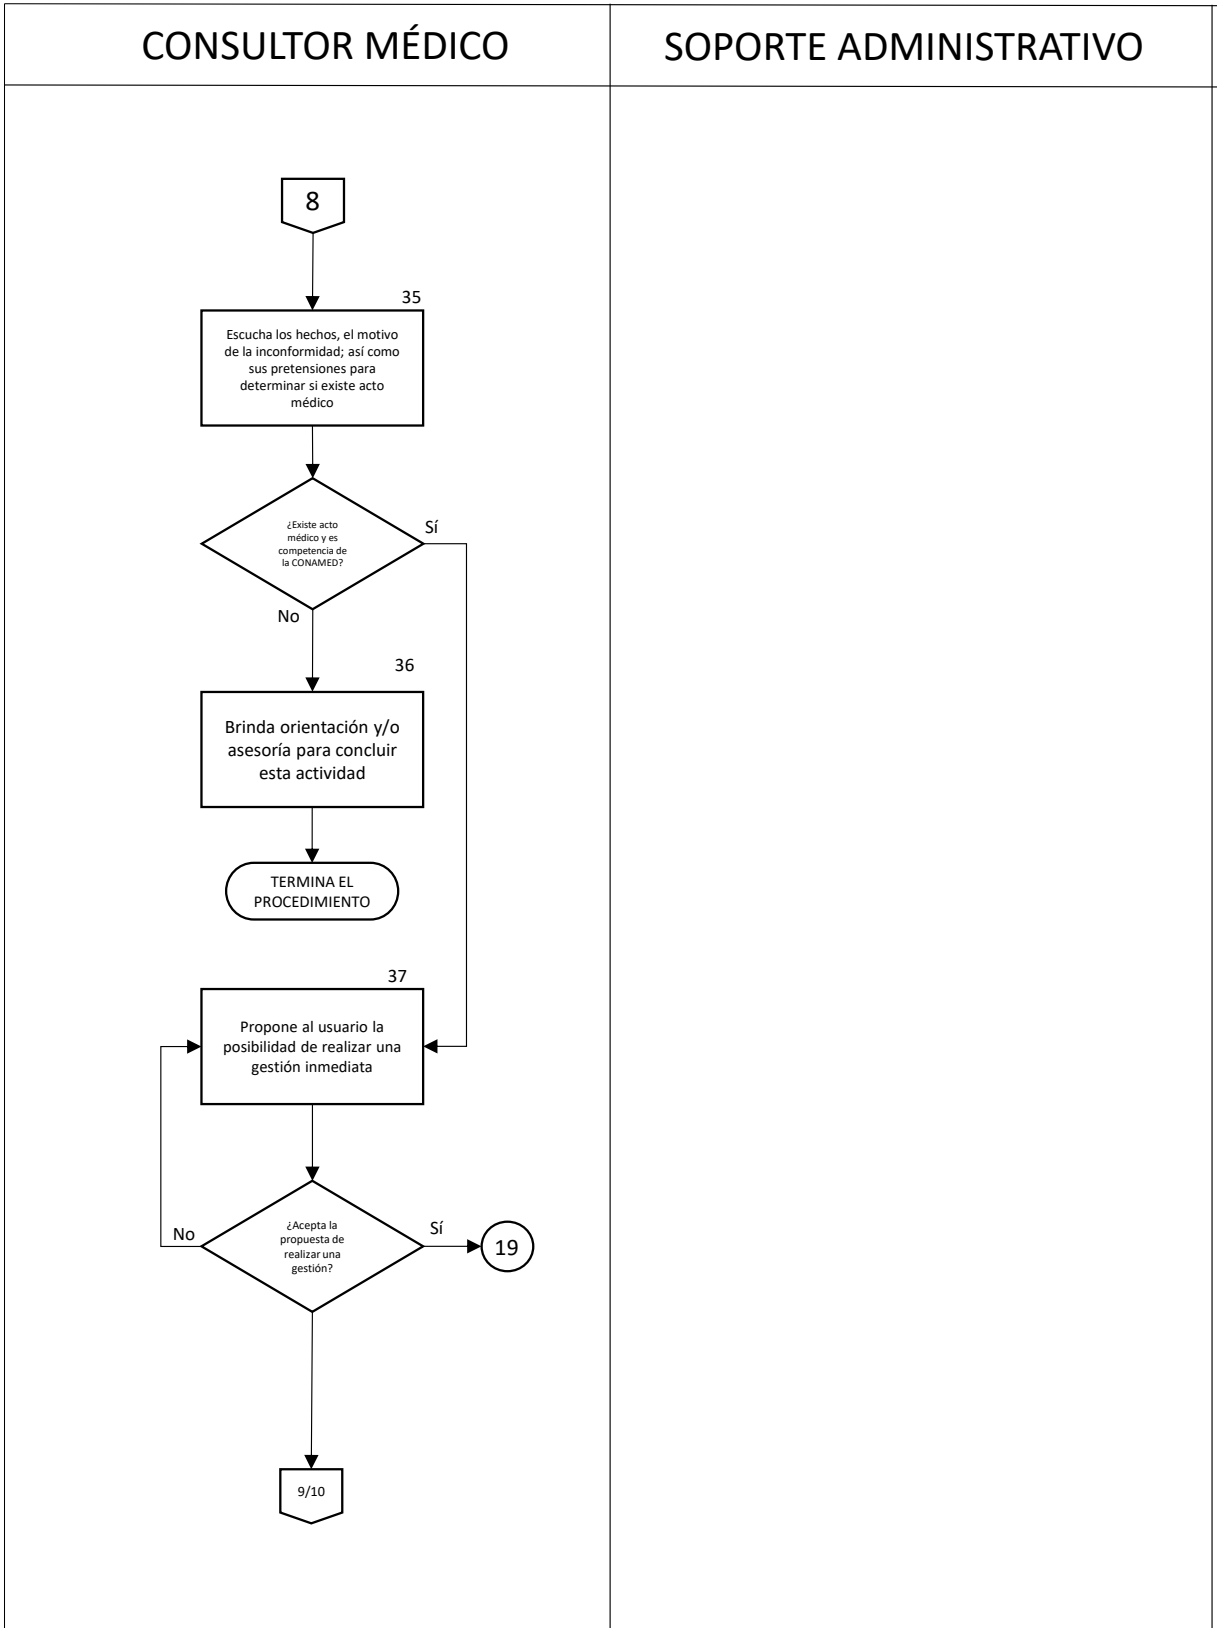 CONSULTOR MÉDICO
SOPORTE ADMINISTRATIVO
8
35
Escucha los hechos, el motivo
de la inconformidad; así como
sus pretensiones para
determinar si existe acto
médico
¿Existe acto
médico y es
competencia de
la CONAMED?
Sí
No
36
Brinda orientación y/o
asesoría para concluir
esta actividad
TERMINA EL
PROCEDIMIENTO
37
Propone al usuario la
posibilidad de realizar una
gestión inmediata
¿Acepta la
propuesta de
realizar una
gestión?
No
Sí
19
9/10